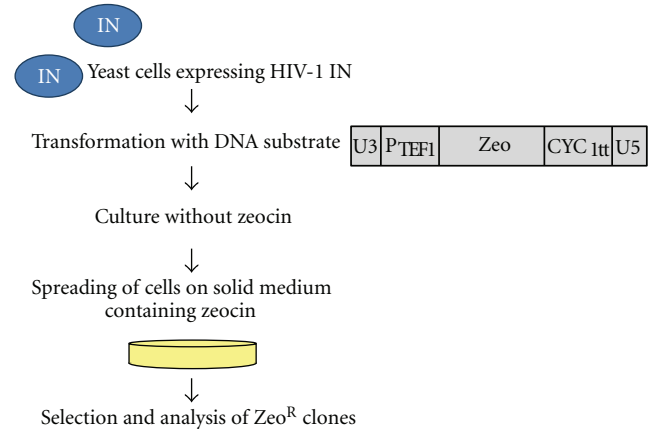 IN
IN
Yeast cells expressing HIV-1 IN
Transformation with DNA substrate
U3 PTEF1 Zeo CYC 1tt U5
Culture without zeocin
Spreading of cells on solid medium
containing zeocin
Selection and analysis of ZeoR clones